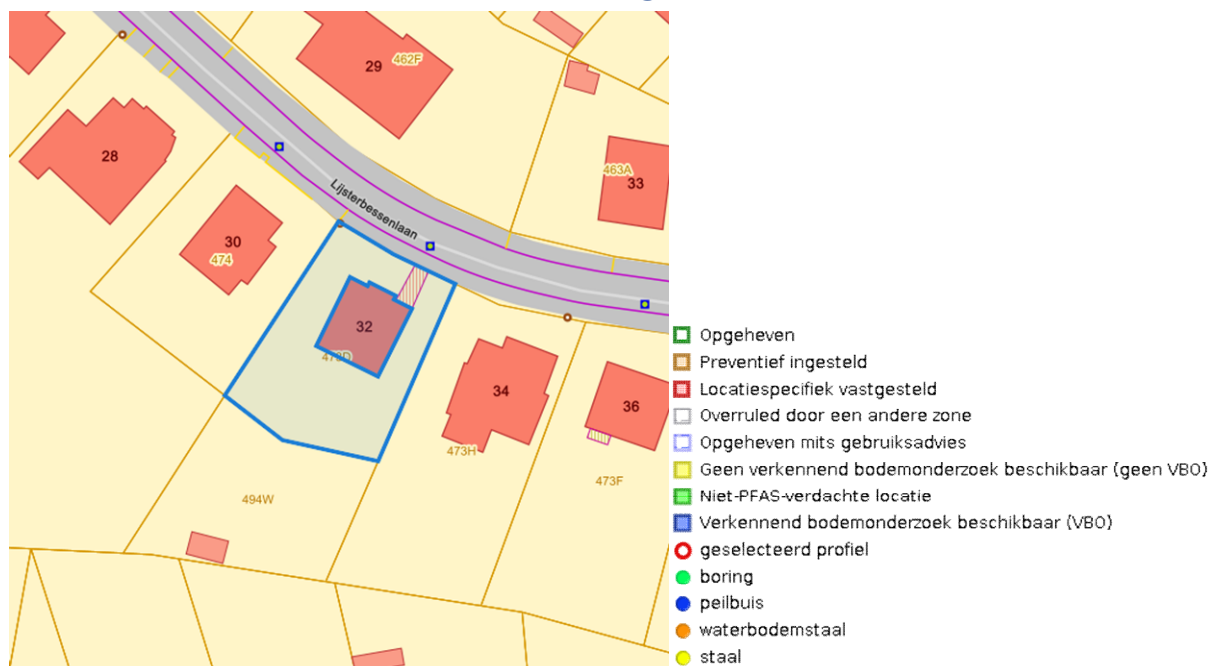 29
462F
28
463A
33
Lijsterbessenlaan
30
474
32
34
36
473H
473F
494W
Opgeheven
Preventief ingesteld
Locatiespecifiek vastgesteld
Overruled door een andere zone
Opgeheven mits gebruiksadvies
Geen verkennend bodemonderzoek beschikbaar (geen VBO)
Niet-PFAS-verdachte locatie
Verkennend bodemonderzoek beschikbaar (VBO)
geselecteerd profiel
boring
peilbuis
waterbodemstaal
staal